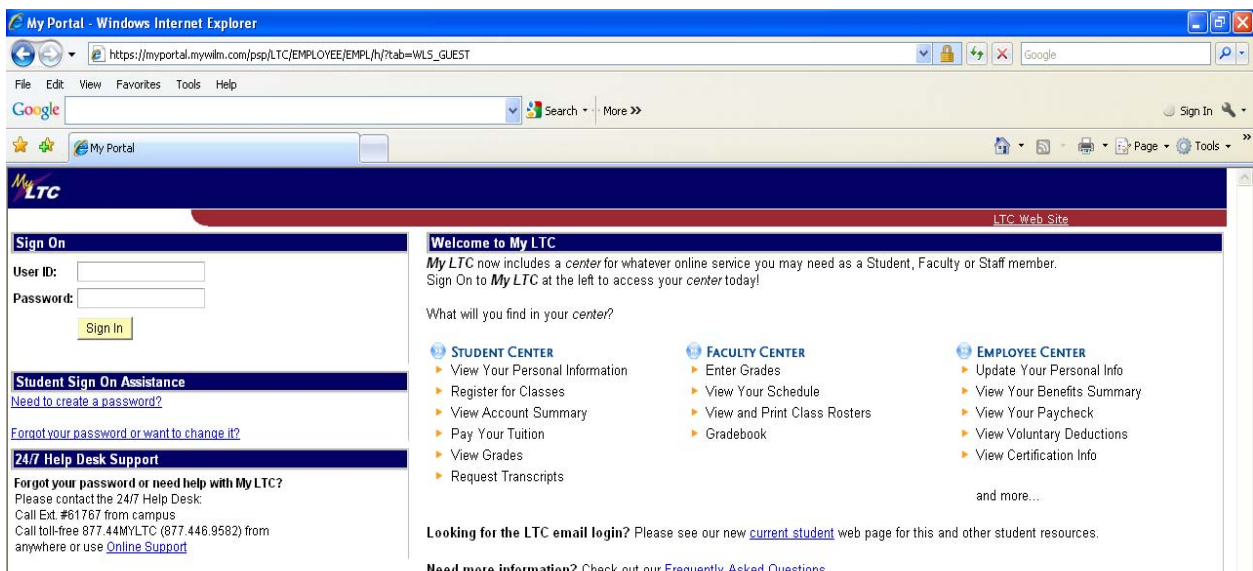 My Portal - Windows Internet Explorer
https://myportal.mywilm.com/psp/LTC/EMPLOYEE/EMPL/h/?tab=WLS_GUEST
Google
File Edit View Favorites Tools Help
Google
Search
More >>
Sign In
My Portal
Page
Tools
>>
My LTC
LTC Web Site
Sign On
User ID:
Password:
Sign In
Student Sign On Assistance
Need to create a password?
Forgot your password or want to change it?
24/7 Help Desk Support
Forgot your password or need help with My LTC?
Please contact the 24/7 Help Desk:
Call Ext. #61767 from campus
Call toll-free 877.44MYLTC (877.446.9582) from
anywhere or use Online Support
Welcome to My LTC
My LTC now includes a center for whatever online service you may need as a Student, Faculty or Staff member.
Sign On to My LTC at the left to access your center today!
What will you find in your center?
STUDENT CENTER
View Your Personal Information
Register for Classes
View Account Summary
Pay Your Tuition
View Grades
Request Transcripts
FACULTY CENTER
Enter Grades
View Your Schedule
View and Print Class Rosters
Gradebook
EMPLOYEE CENTER
Update Your Personal Info
View Your Benefits Summary
View Your Paycheck
View Voluntary Deductions
View Certification Info
and more...
Looking for the LTC email login? Please see our new current student web page for this and other student resources.
Need more information? Check out our Frequently Asked Questions